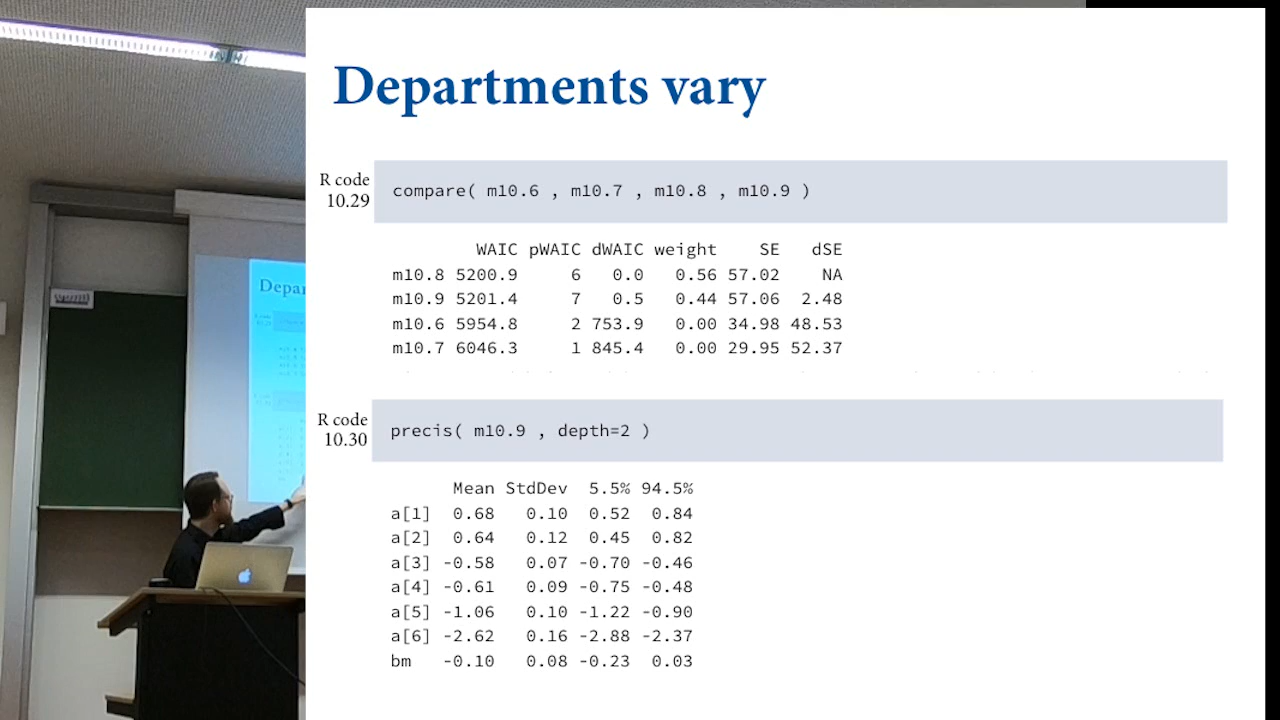 Departments vary
R code
10.29
compare( m10.6 , m10.7 , m10.8 , m10.9 )
WAIC pWAIC dWAIC weight SE dSE
m10.8 5200.9 6 0.0 0.56 57.02 NA
m10.9 5201.4 7 0.5 0.44 57.06 2.48
m10.6 5954.8 2 753.9 0.00 34.98 48.53
m10.7 6046.3 1 845.4 0.00 29.95 52.37
R code
10.30
precis( m10.9 , depth=2 )
Mean StdDev 5.5% 94.5%
a[1] 0.68 0.10 0.52 0.84
a[2] 0.64 0.12 0.45 0.82
a[3] -0.58 0.07 -0.70 -0.46
a[4] -0.61 0.09 -0.75 -0.48
a[5] -1.06 0.10 -1.22 -0.90
a[6] -2.62 0.16 -2.88 -2.37
bm -0.10 0.08 -0.23 0.03
Depar